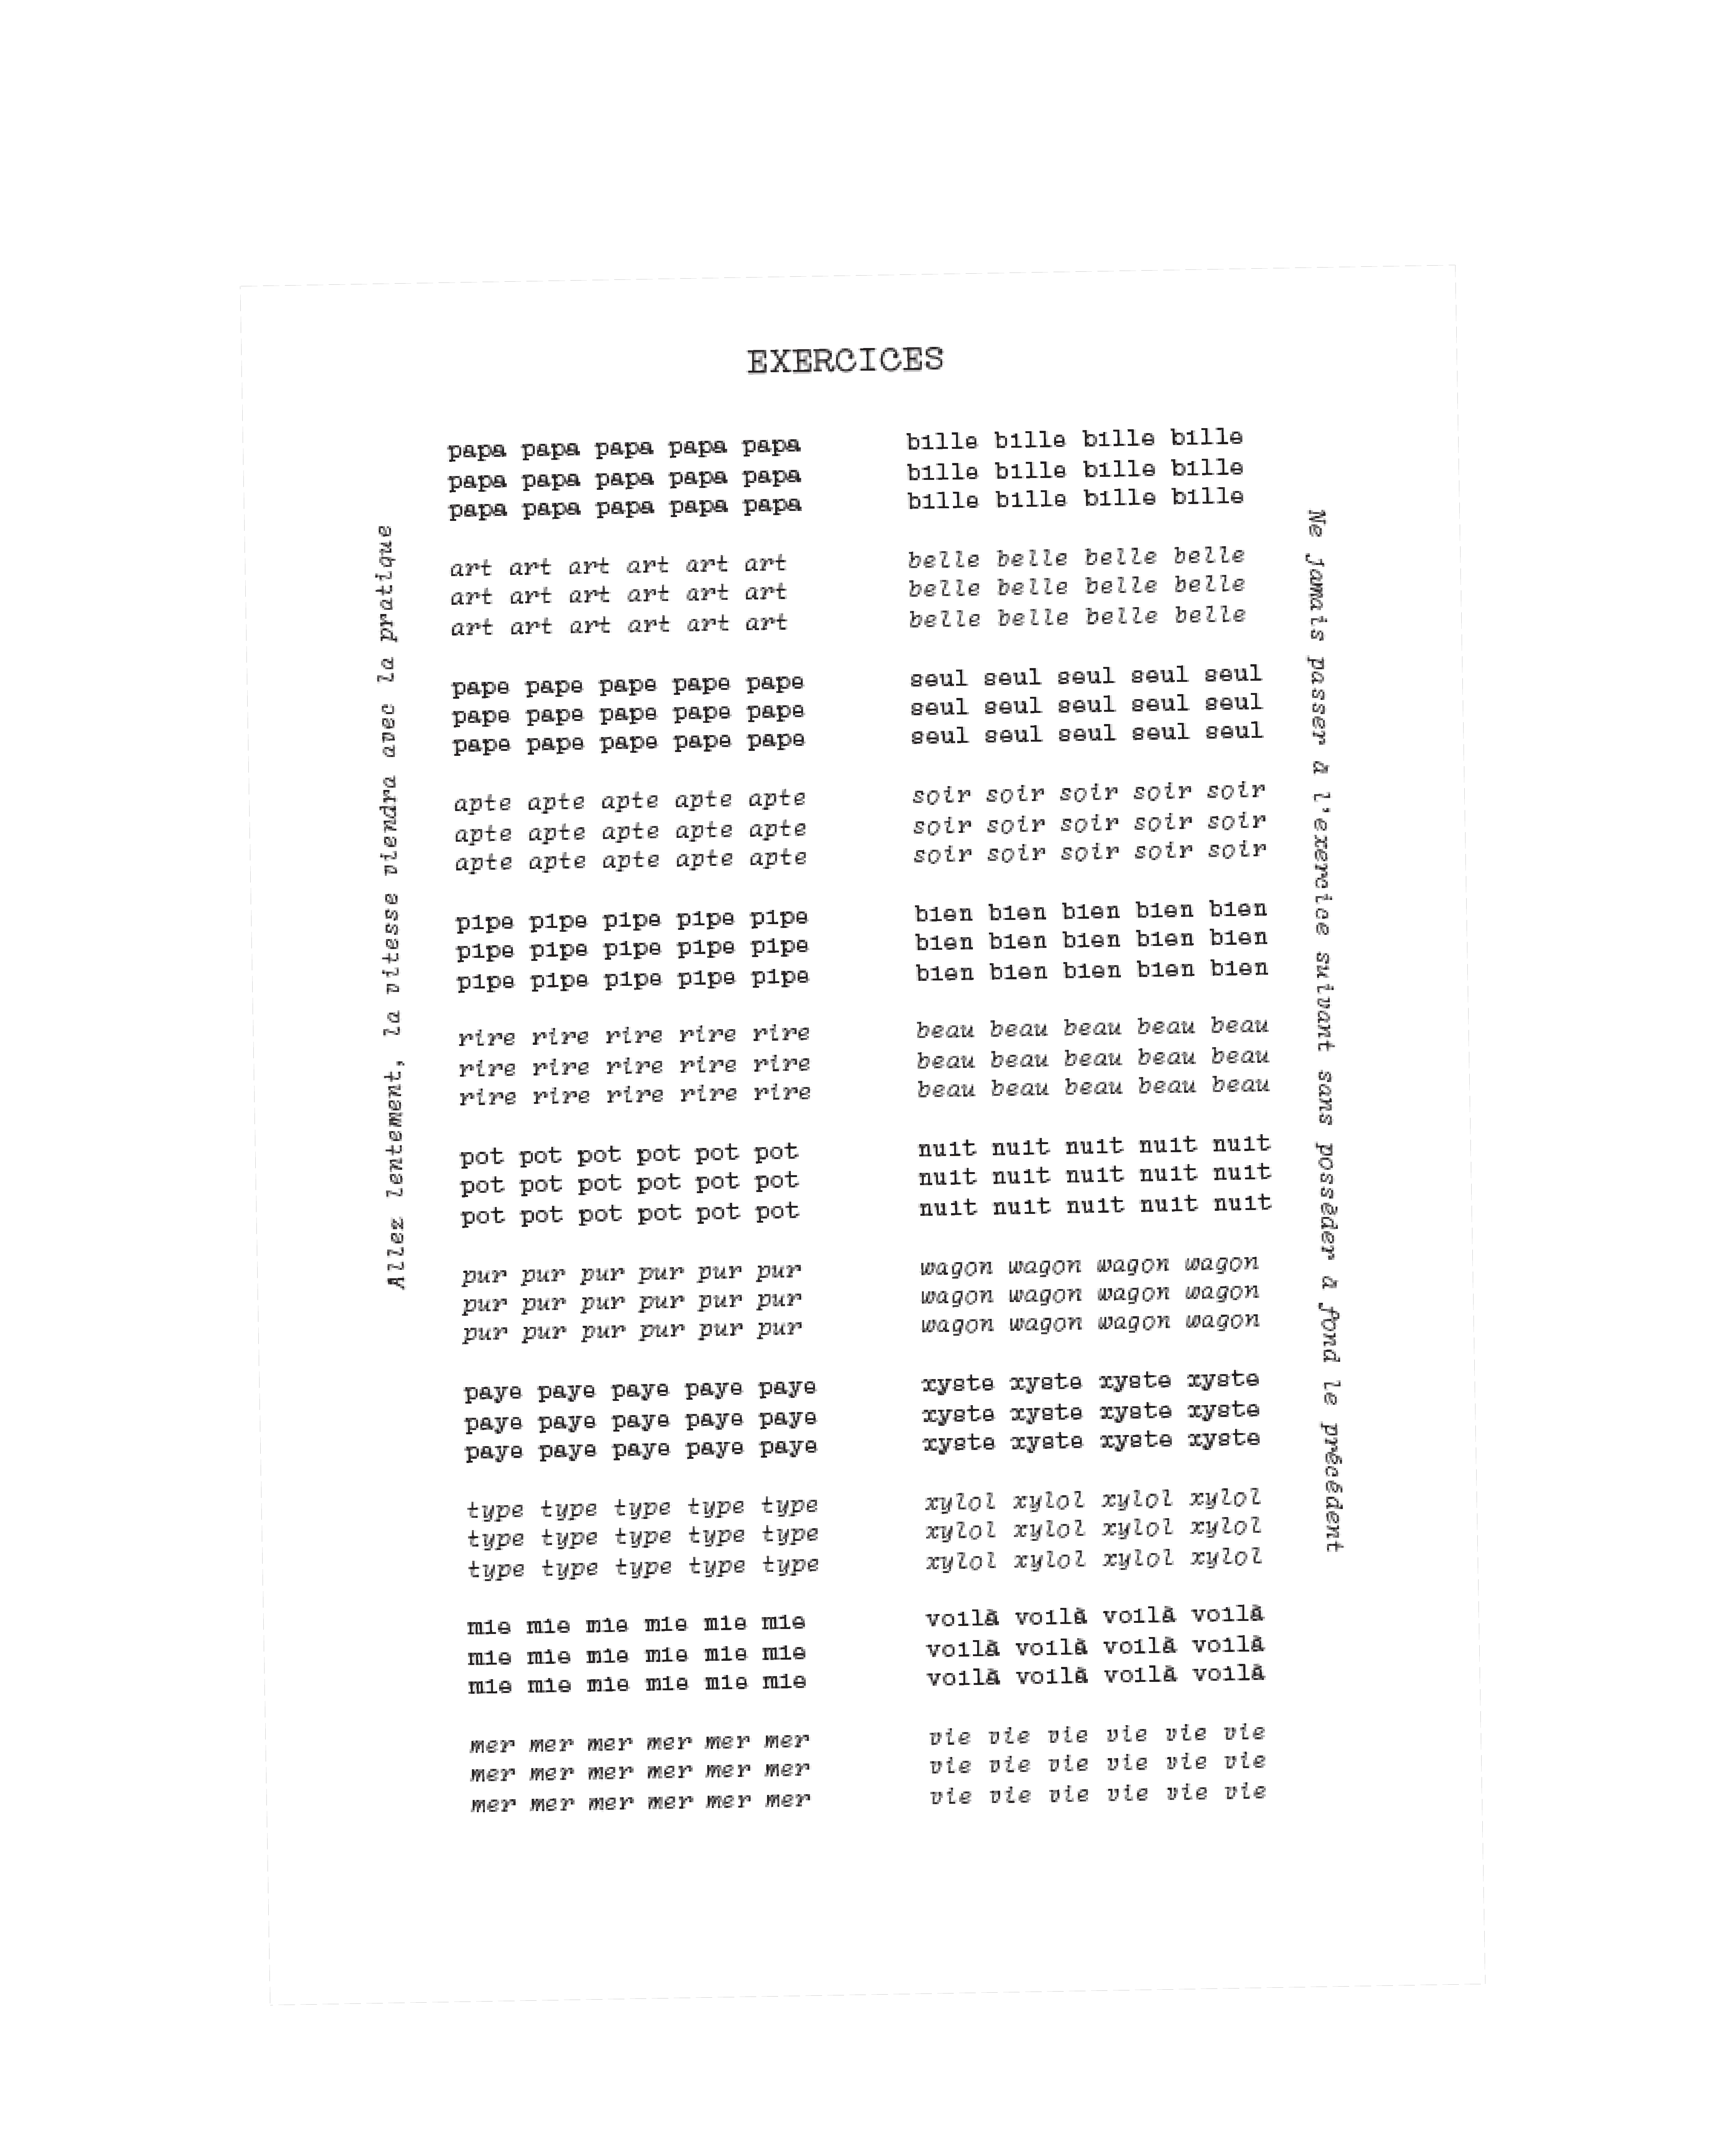 EXERCICES
Allez lentement, la vitesse viendra avec la pratique
papa papa papa papa papa
papa papa papa papa papa
papa papa papa papa papa
art art art art art art
art art art art art art
art art art art art art
pape pape pape pape pape
pape pape pape pape pape
pape pape pape pape pape
apte apte apte apte apte
apte apte apte apte apte
apte apte apte apte apte
pipe pipe pipe pipe pipe
pipe pipe pipe pipe pipe
pipe pipe pipe pipe pipe
rire rire rire rire rire
rire rire rire rire rire
rire rire rire rire rire
pot pot pot pot pot pot
pot pot pot pot pot pot
pot pot pot pot pot pot
pur pur pur pur pur pur
pur pur pur pur pur pur
pur pur pur pur pur pur
paye paye paye paye paye
paye paye paye paye paye
paye paye paye paye paye
type type type type type
type type type type type
type type type type type
mie mie mie mie mie mie
mie mie mie mie mie mie
mie mie mie mie mie mie
mer mer mer mer mer mer
mer mer mer mer mer mer
mer mer mer mer mer mer
bille bille bille bille
bille bille bille bille
bille bille bille bille
belle belle belle belle
belle belle belle belle
belle belle belle belle
seul seul seul seul seul
seul seul seul seul seul
seul seul seul seul seul
soir soir soir soir soir
soir soir soir soir soir
soir soir soir soir soir
bien bien bien bien bien
bien bien bien bien bien
bien bien bien bien bien
beau beau beau beau beau
beau beau beau beau beau
beau beau beau beau beau
nuit nuit nuit nuit nuit
nuit nuit nuit nuit nuit
nuit nuit nuit nuit nuit
wagon wagon wagon wagon
wagon wagon wagon wagon
wagon wagon wagon wagon
xyste xyste xyste xyste
xyste xyste xyste xyste
xyste xyste xyste xyste
xylol xylol xylol xylol
xylol xylol xylol xylol
xylol xylol xylol xylol
voilà voilà voilà voilà
voilà voilà voilà voilà
voilà voilà voilà voilà
vie vie vie vie vie vie
vie vie vie vie vie vie
vie vie vie vie vie vie
Ne jamais passer à l'exercice suivant sans posséder à fond le précédent